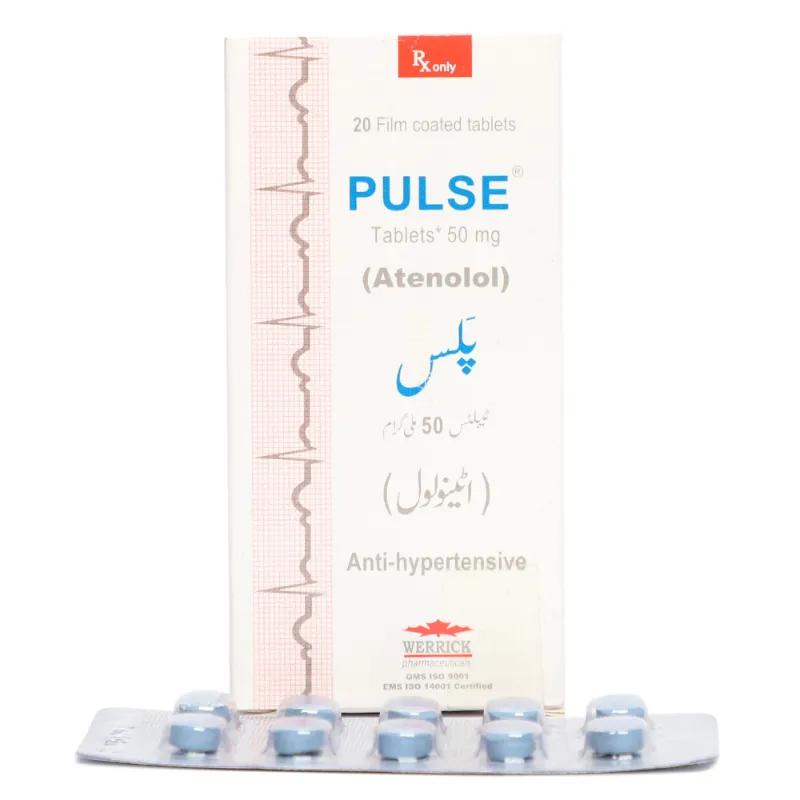 Rx only
20 Film coated tablets
PULSE®
Tablets* 50 mg
(Atenolol)
پَلس
ٹیبلٹس 50 ملی گرام
(اٹینولول)
Anti-hypertensive
WERRICK
pharmaceuticals
QMS ISO 9001
EMS ISO 14001 Certified